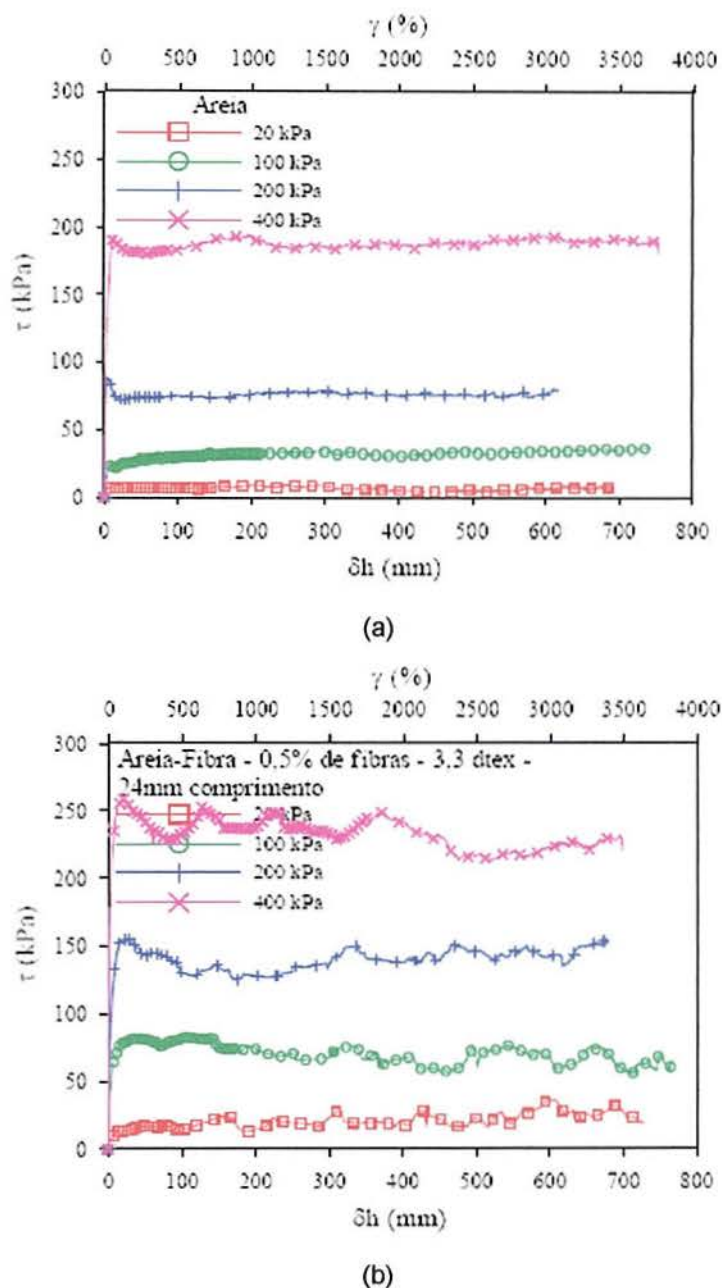 γ (%)
0 500 1000 1500 2000 2500 3000 3500 4000
300
250
200
150
100
50
0
τ (kPa)
Areia
20 kPa
100 kPa
200 kPa
400 kPa
0 100 200 300 400 500 600 700 800
δh (mm)
(a)
γ (%)
0 500 1000 1500 2000 2500 3000 3500 4000
300
250
200
150
100
50
0
τ (kPa)
Areia-Fibra - 0,5% de fibras - 3,3 dtex -
24mm comprimento
20 kPa
100 kPa
200 kPa
400 kPa
0 100 200 300 400 500 600 700 800
δh (mm)
(b)